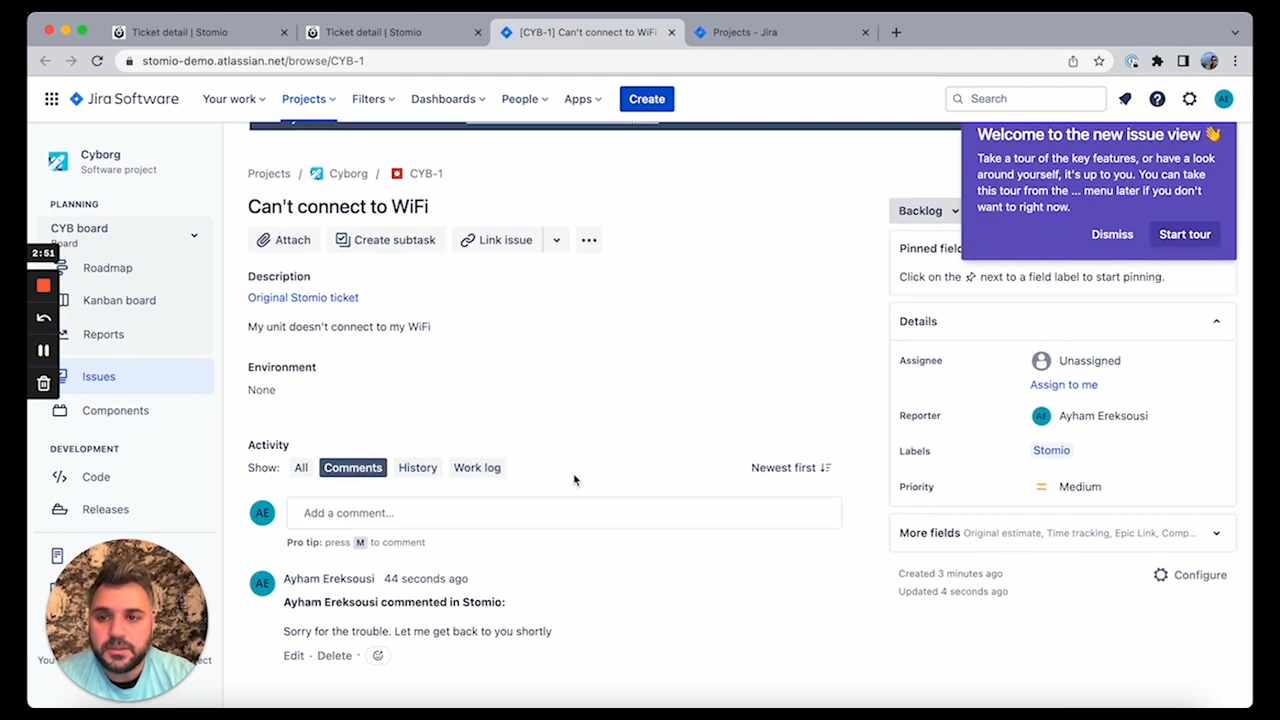 Ticket detail | Stomio
Ticket detail | Stomio
[CYB-1] Can't connect to WiFi
Projects - Jira
stomio-demo.atlassian.net/browse/CYB-1
Jira Software
Your work
Projects
Filters
Dashboards
People
Apps
Create
Search
AE
Cyborg
Software project
PLANNING
CYB board
Board
2:51
Roadmap
Kanban board
Reports
Issues
Components
DEVELOPMENT
Code
Releases
Projects / Cyborg / CYB-1
Can't connect to WiFi
Attach
Create subtask
Link issue
Description
Original Stomio ticket
My unit doesn't connect to my WiFi
Environment
None
Activity
Show: All Comments History Work log
Newest first
AE
Add a comment...
Pro tip: press M to comment
AE
Ayham Ereksousi 44 seconds ago
Ayham Ereksousi commented in Stomio:
Sorry for the trouble. Let me get back to you shortly
Edit · Delete ·
Welcome to the new issue view 👋
Take a tour of the key features, or have a look
around yourself, it's up to you. You can take
this tour from the ... menu later if you don't
want to right now.
Dismiss
Start tour
Backlog
Pinned field
Click on the next to a field label to start pinning.
Details
Assignee
Unassigned
Assign to me
Reporter
AE
Ayham Ereksousi
Labels
Stomio
Priority
Medium
More fields Original estimate, Time tracking, Epic Link, Comp...
Created 3 minutes ago
Updated 4 seconds ago
Configure